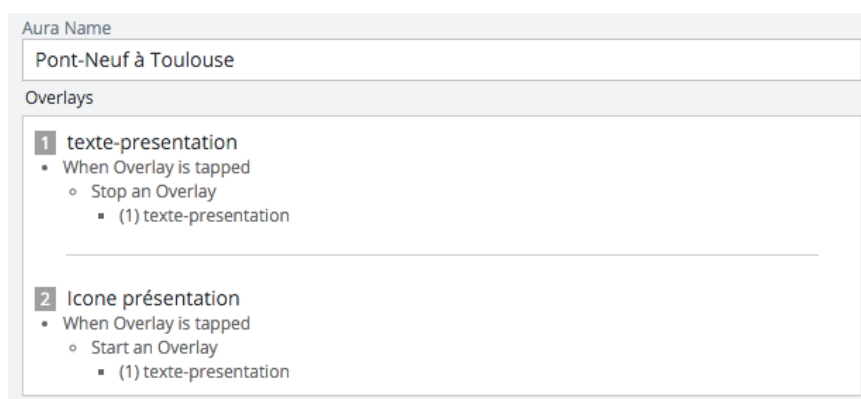 Aura Name
Pont-Neuf à Toulouse
Overlays
1 texte-presentation
• When Overlay is tapped
◦ Stop an Overlay
▪ (1) texte-presentation
2 Icone présentation
• When Overlay is tapped
◦ Start an Overlay
▪ (1) texte-presentation